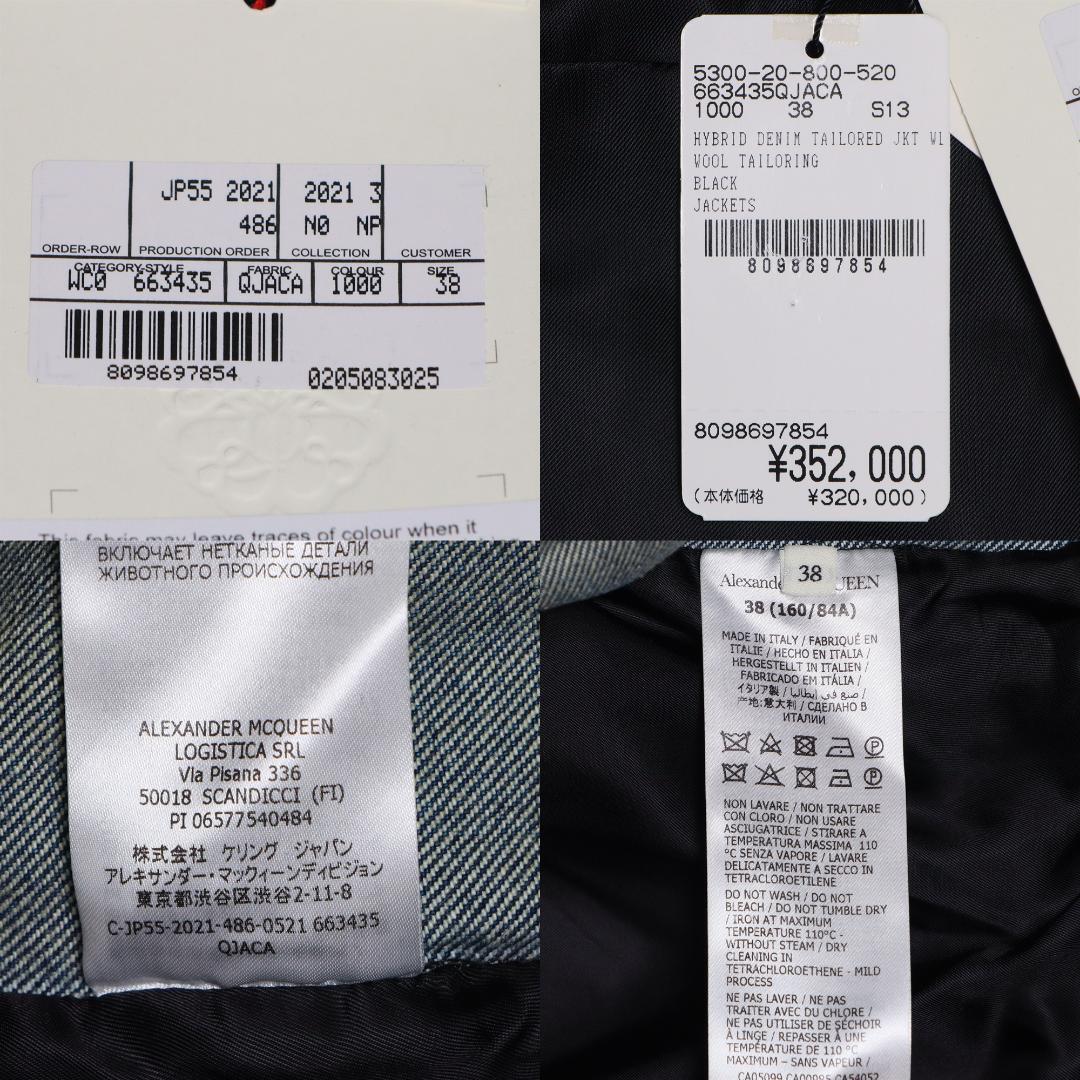 JP55 2021 2021 3
486 N0 NP
ORDER-ROW PRODUCTION ORDER COLLECTION CUSTOMER
CATEGORY-STYLE FABRIC COLOUR SIZE
WC0 663435 QJACA 1000 38
8098697854 0205083025
This fabric may leave traces of colour when it
5300-20-800-520
663435QJACA
1000 38 S13
HYBRID DENIM TAILORED JKT WL
WOOL TAILORING
BLACK
JACKETS
8098697854
8098697854
¥352,000
(本体価格 ¥320,000)
ВКЛЮЧАЕТ НЕТКАНЫЕ ДЕТАЛИ
ЖИВОТНОГО ПРОИСХОЖДЕНИЯ
ALEXANDER MCQUEEN
LOGISTICA SRL
Via Pisana 336
50018 SCANDICCI (FI)
PI 06577540484
株式会社 ケリング ジャパン
アレキサンダー・マックィーンディビジョン
東京都渋谷区渋谷2-11-8
C-JP55-2021-486-0521 663435
QJACA
38
38 (160/84A)
MADE IN ITALY / FABRIQUÉ EN
ITALIE / HECHO EN ITALIA /
HERGESTELLT IN ITALIEN /
FABRICADO EM ITÁLIA /
イタリア製 / صنع في ايطاليا /
产地:意大利 / СДЕЛАНО В
ИТАЛИИ
NON LAVARE / NON TRATTARE
CON CLORO / NON USARE
ASCIUGATRICE / STIRARE A
TEMPERATURA MASSIMA 110
°C SENZA VAPORE / LAVARE
DELICATAMENTE A SECCO IN
TETRACLOROETILENE
DO NOT WASH / DO NOT
BLEACH / DO NOT TUMBLE DRY
/ IRON AT MAXIMUM
TEMPERATURE 110°C -
WITHOUT STEAM / DRY
CLEANING IN
TETRACHLOROETHENE - MILD
PROCESS
NE PAS LAVER / NE PAS
TRAITER AVEC DU CHLORE /
NE PAS UTILISER DE SÉCHOIR
À LINGE / REPASSER À UNE
TEMPÉRATURE DE 110 °C
MAXIMUM – SANS VAPEUR /